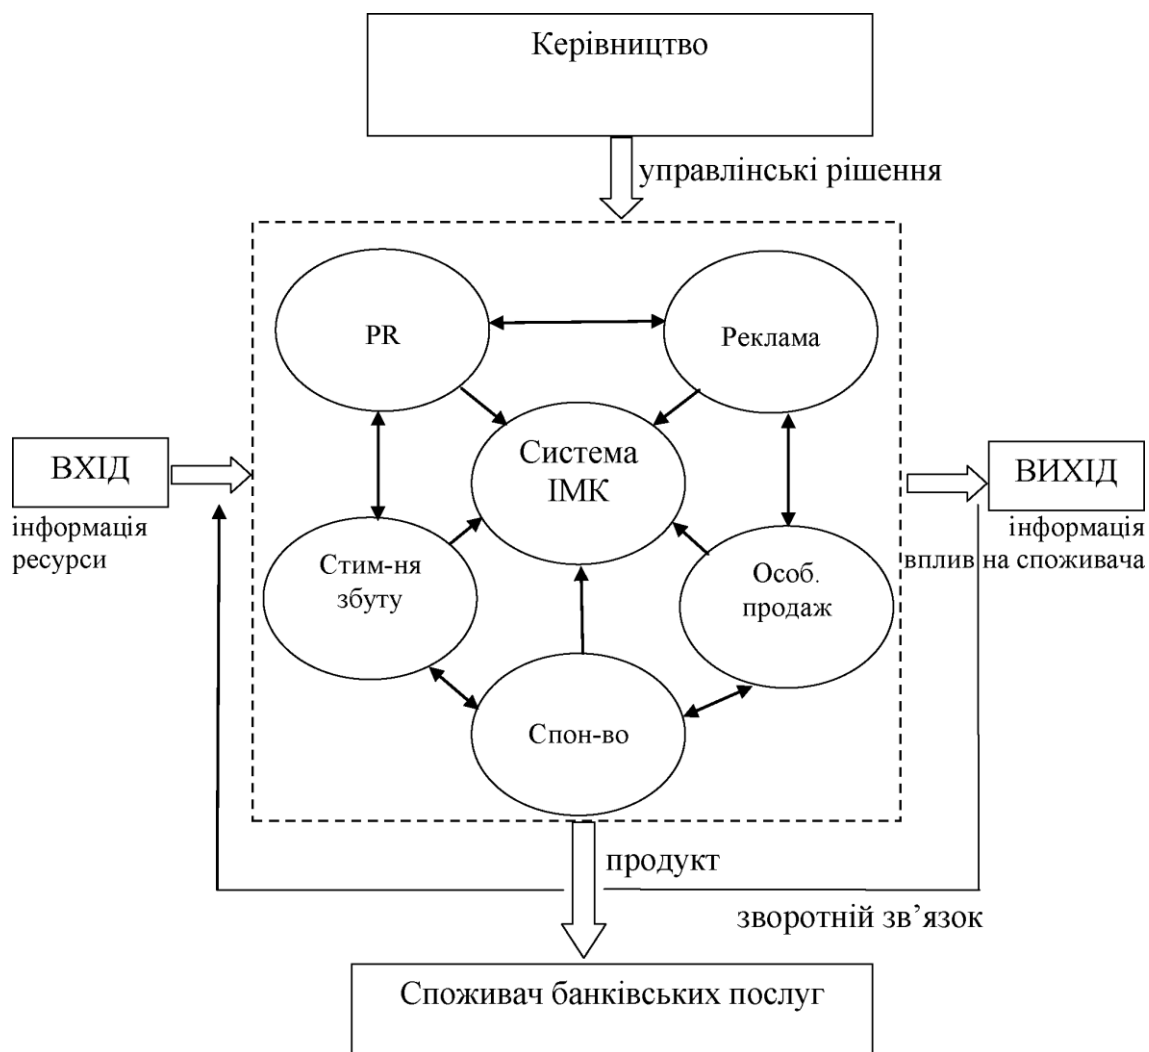 Керівництво
управлінські рішення
PR
Реклама
Система
ІМК
ВХІД
інформація
ресурси
ВИХІД
інформація
вплив на споживача
Стим-ня
збуту
Особ.
продаж
Спон-во
продукт
зворотній зв’язок
Споживач банківських послуг